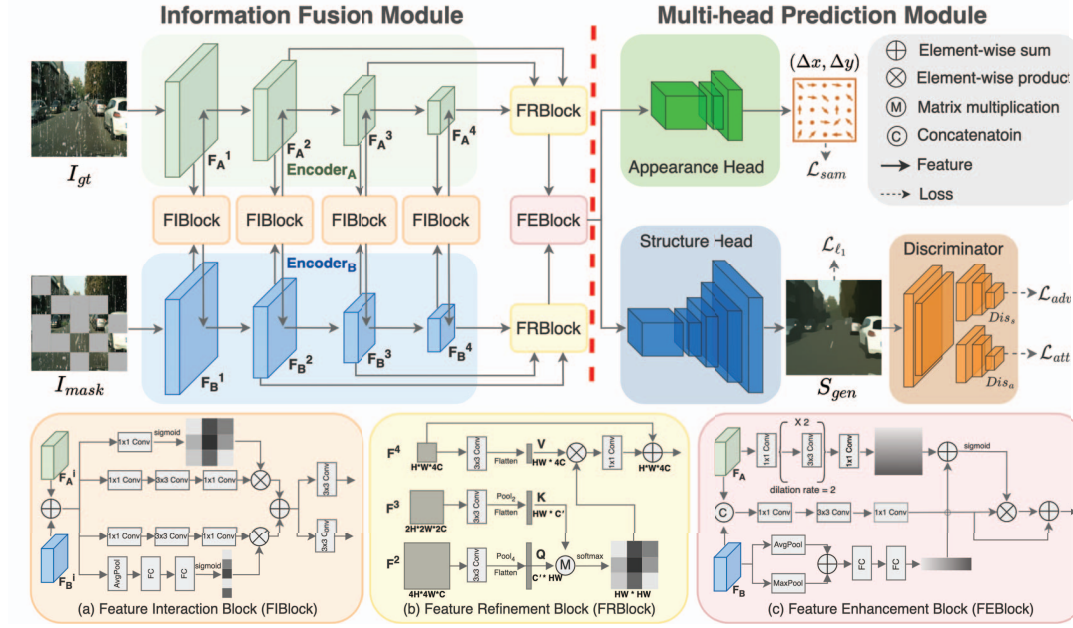 Information Fusion Module
Multi-head Prediction Module
I_gt
F_A^1
F_A^2
F_A^3
F_A^4
Encoder_A
FRBlock
FIBlock
FIBlock
FIBlock
FIBlock
FEBlock
Encoder_B
I_mask
F_B^1
F_B^2
F_B^3
F_B^4
FRBlock
Appearance Head
(Δx, Δy)
L_sam
Element-wise sum
Element-wise product
M Matrix multiplication
C Concatenatoin
Feature
Loss
Structure Head
L_ℓ1
S_gen
Discriminator
Dis_s
Dis_a
L_adv
L_att
F_A^i
F_B^i
1x1 Conv
sigmoid
1x1 Conv
3x3 Conv
1x1 Conv
1x1 Conv
3x3 Conv
1x1 Conv
AvgPool
FC
FC
sigmoid
3x3 Conv
3x3 Conv
(a) Feature Interaction Block (FIBlock)
F^4
H*W*4C
3x3 Conv
Flatten
V
HW * 4C
1x1 Conv
H*W*4C
F^3
2H*2W*2C
3x3 Conv
Pool_2
Flatten
K
HW * C'
F^2
4H*4W*C
3x3 Conv
Pool_4
Flatten
Q
C'* HW
M
softmax
HW * HW
(b) Feature Refinement Block (FRBlock)
F_A
1x1 Conv
X 2
3x3 Conv
1x1 Conv
dilation rate = 2
sigmoid
C
1x1 Conv
3x3 Conv
1x1 Conv
F_B
AvgPool
MaxPool
FC
FC
(c) Feature Enhancement Block (FEBlock)